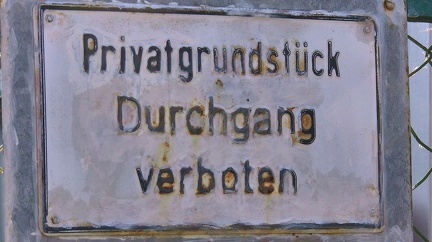 Privatgrundstück
Durchgang
verboten